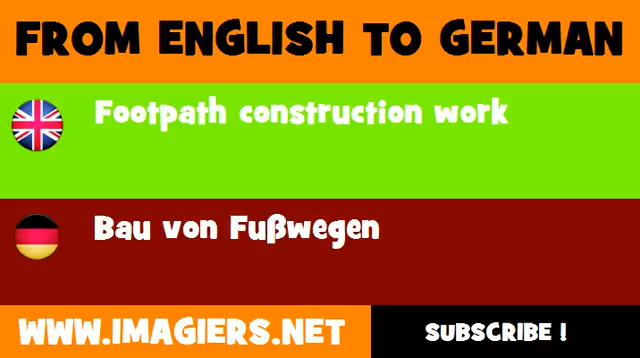 FROM ENGLISH TO GERMAN
Footpath construction work
Bau von Fußwegen
WWW.IMAGIERS.NET
SUBSCRIBE !